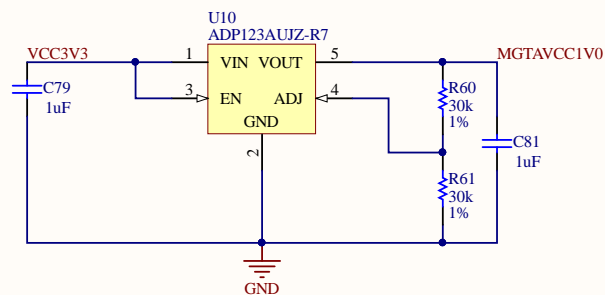 U10
ADP123AUJZ-R7
VCC3V3
1
5
MGTAVCC1V0
VIN
VOUT
C79
1uF
3
EN
ADJ
4
R60
30k
1%
GND
2
C81
1uF
R61
30k
1%
GND